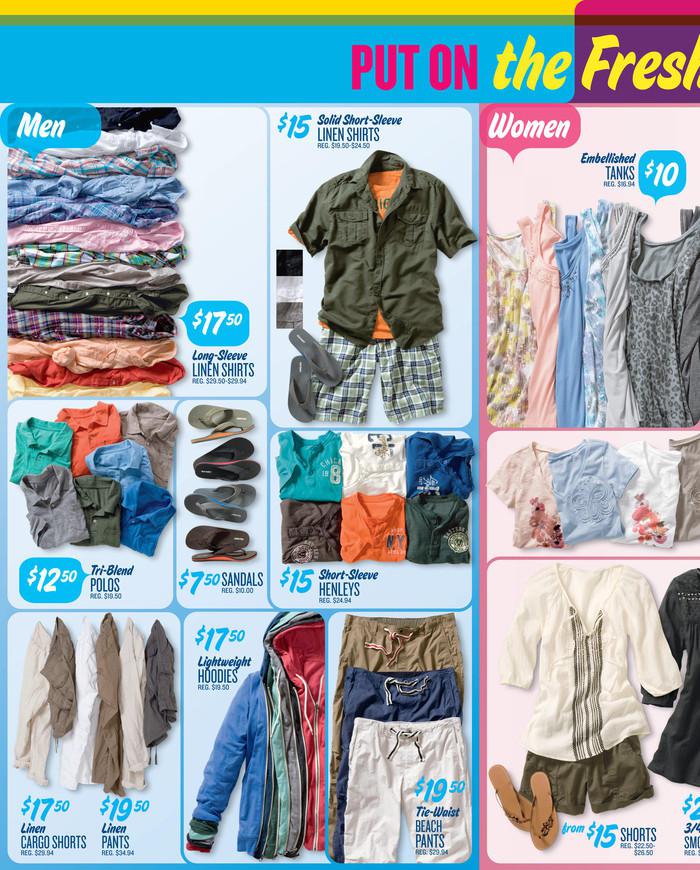 PUT ON the Fresh
Men
$17.50
Long-Sleeve
LINEN SHIRTS
REG. $29.50-$29.94
$15 Solid Short-Sleeve
LINEN SHIRTS
REG. $19.50-$24.50
Women
Embellished
TANKS
REG. $16.94
$10
$12.50
Tri-Blend
POLOS
REG. $19.50
$7.50 SANDALS
REG. $10.00
$15 Short-Sleeve
HENLEYS
REG. $24.94
$17.50
Linen
CARGO SHORTS
REG. $29.94
$19.50
Linen
PANTS
REG. $34.94
$17.50
Lightweight
HOODIES
REG. $19.50
$19.50
Tie-Waist
BEACH
PANTS
REG. $29.94
from $15 SHORTS
REG. $22.50-
$26.50
3/4